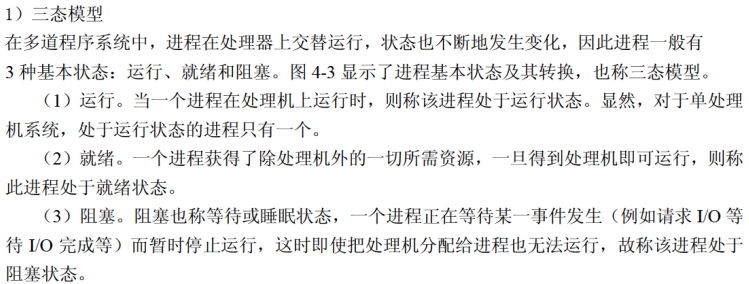 1）三态模型
在多道程序系统中，进程在处理器上交替运行，状态也不断地发生变化，因此进程一般有
3 种基本状态：运行、就绪和阻塞。图 4-3 显示了进程基本状态及其转换，也称三态模型。
（1）运行。当一个进程在处理机上运行时，则称该进程处于运行状态。显然，对于单处理
机系统，处于运行状态的进程只有一个。
（2）就绪。一个进程获得了除处理机外的一切所需资源，一旦得到处理机即可运行，则称
此进程处于就绪状态。
（3）阻塞。阻塞也称等待或睡眠状态，一个进程正在等待某一事件发生（例如请求 I/O 等
待 I/O 完成等）而暂时停止运行，这时即使把处理机分配给进程也无法运行，故称该进程处于
阻塞状态。